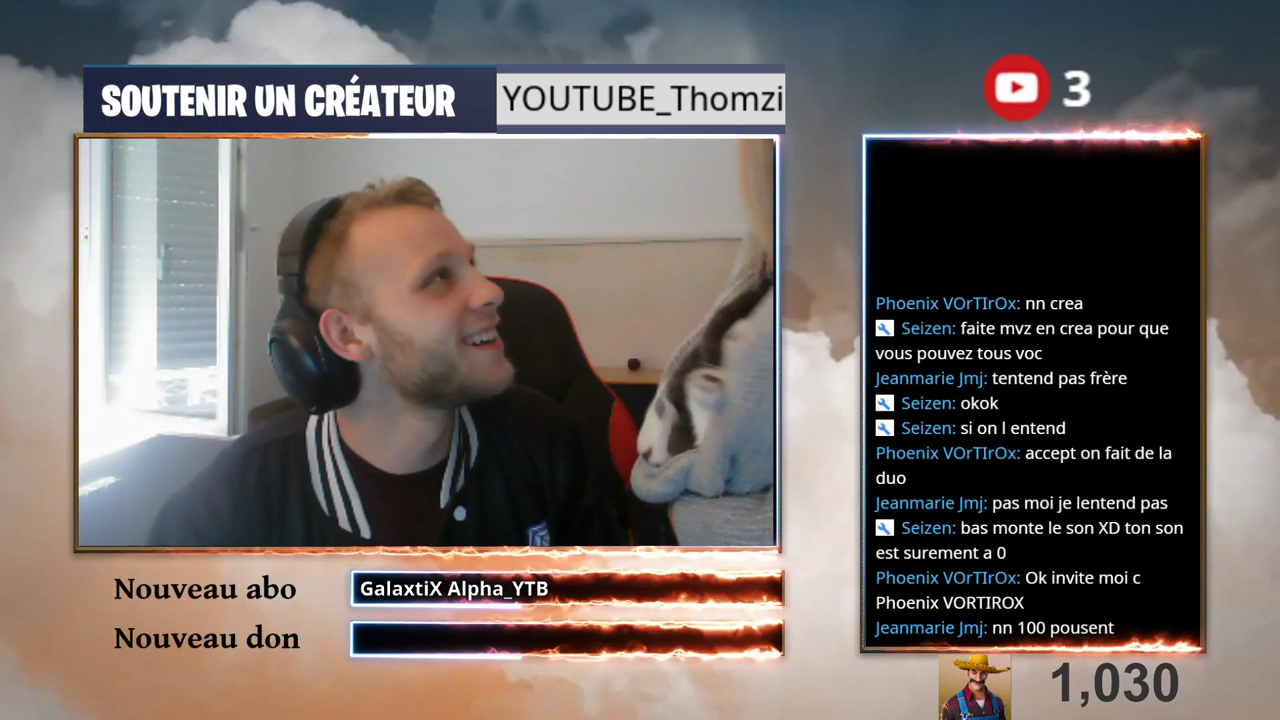 SOUTENIR UN CRÉATEUR
YOUTUBE_Thomzi
3
Phoenix VOrTIrOx: nn crea
Seizen: faite mvz en crea pour que
vous pouvez tous voc
Jeanmarie Jmj: tentend pas frère
Seizen: okok
Seizen: si on l entend
Phoenix VOrTIrOx: accept on fait de la
duo
Jeanmarie Jmj: pas moi je lentend pas
Seizen: bas monte le son XD ton son
est surement a 0
Phoenix VOrTIrOx: Ok invite moi c
Phoenix VORTIROX
Jeanmarie Jmj: nn 100 pousent
Nouveau abo
GalaxtiX Alpha_YTB
Nouveau don
1,030